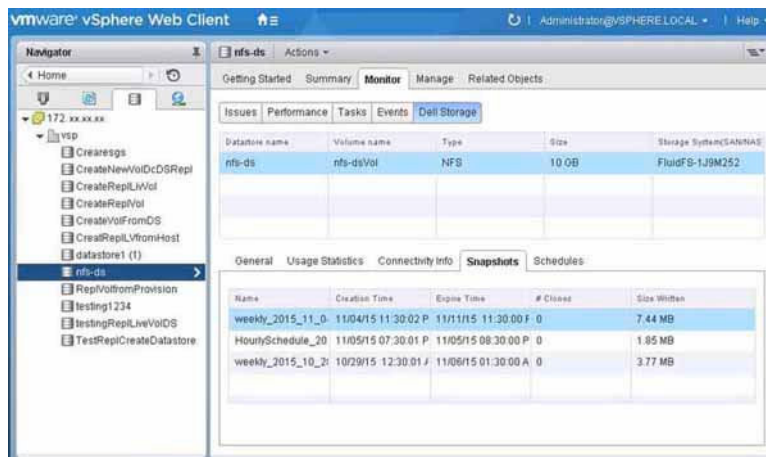 vmware® vSphere Web Client
Administrator@VSPHERE.LOCAL
Help
Navigator
Home
172.xx.xx.xx
vsp
Crearesgs
CreateNewVolDcDSRepl
CreateReplLivVol
CreateReplVol
CreateVolFromDS
CreatReplLVfromHost
datastore1 (1)
nfs-ds
ReplVolfromProvision
testing1234
testingReplLiveVolDS
TestReplCreateDatastore
nfs-ds Actions
Getting Started Summary Monitor Manage Related Objects
Issues Performance Tasks Events Dell Storage
Datastore name Volume name Type Size Storage System(SAN/NAS
nfs-ds nfs-dsVol NFS 10 GB FluidFS-1J9M252
General Usage Statistics Connectivity Info Snapshots Schedules
Name Creation Time Expire Time # Clones Size Written
weekly_2015_11_0 11/04/15 11:30:02 P 11/11/15 11:30:00 F 0 7.44 MB
HourlySchedule_20 11/05/15 07:30:01 P 11/05/15 08:30:00 P 0 1.85 MB
weekly_2015_10_2 10/29/15 12:30:01 11/06/15 01:30:00 A 0 3.77 MB